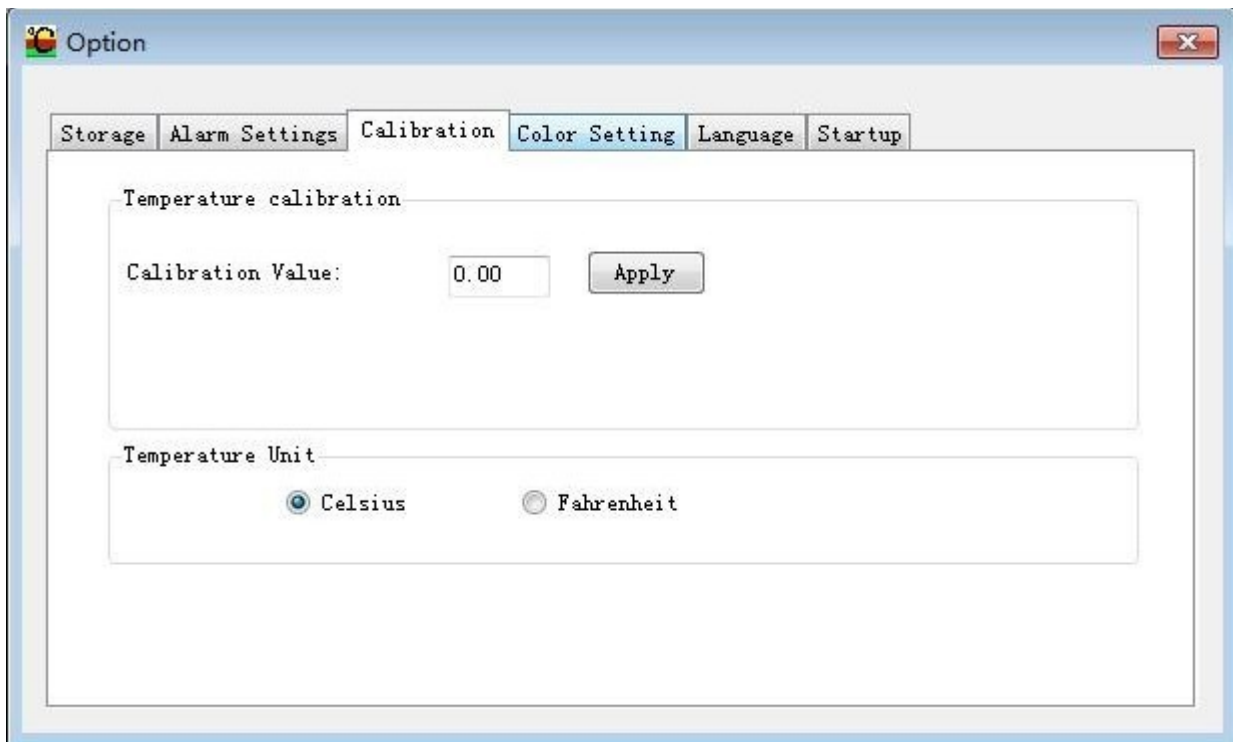 Option
Storage Alarm Settings Calibration Color Setting Language Startup
Temperature calibration
Calibration Value: 0.00 Apply
Temperature Unit
Celsius Fahrenheit